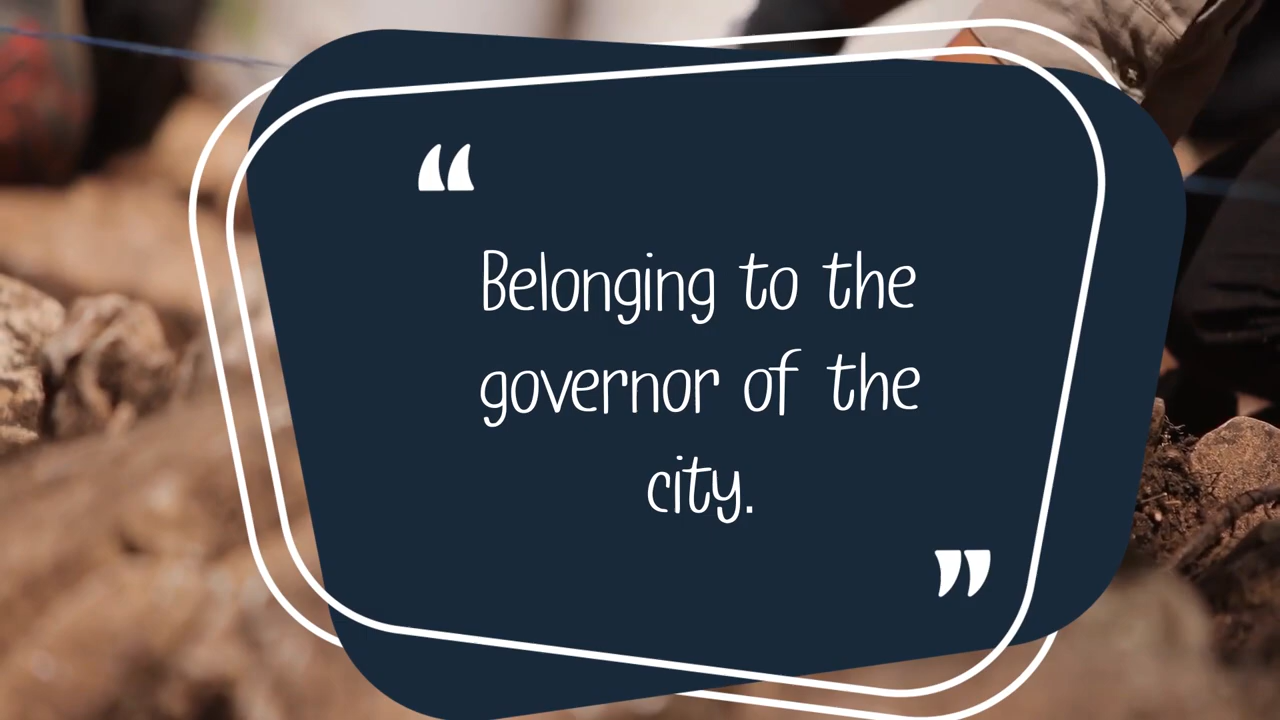 “
Belonging to the
governor of the
city.
”